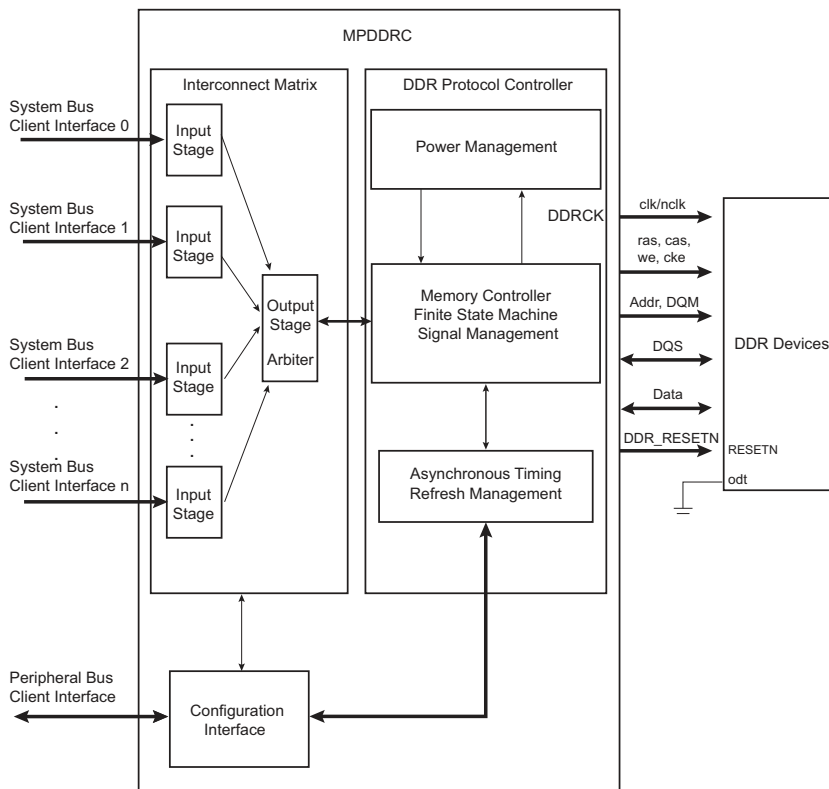 MPDDRC
Interconnect Matrix
DDR Protocol Controller
System Bus
Client Interface 0
Input
Stage
Power Management
System Bus
Client Interface 1
Input
Stage
DDRCK
clk/nclk
ras, cas,
we, cke
Output
Stage
Arbiter
Memory Controller
Finite State Machine
Signal Management
Addr, DQM
DQS
Data
DDR_RESETN
DDR Devices
RESETN
odt
System Bus
Client Interface 2
Input
Stage
. . .
System Bus
Client Interface n
Input
Stage
Asynchronous Timing
Refresh Management
Peripheral Bus
Client Interface
Configuration
Interface